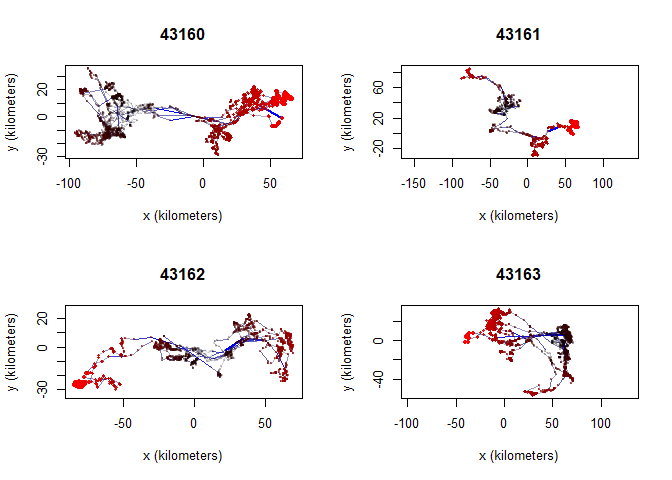 43160
y (kilometers)
-30 0 20
-100 -50 0 50
x (kilometers)
43161
y (kilometers)
-20 20 60
-150 -100 -50 0 50 100
x (kilometers)
43162
y (kilometers)
-30 0 20
-50 0 50
x (kilometers)
43163
y (kilometers)
-40 0
-100 -50 0 50 100
x (kilometers)